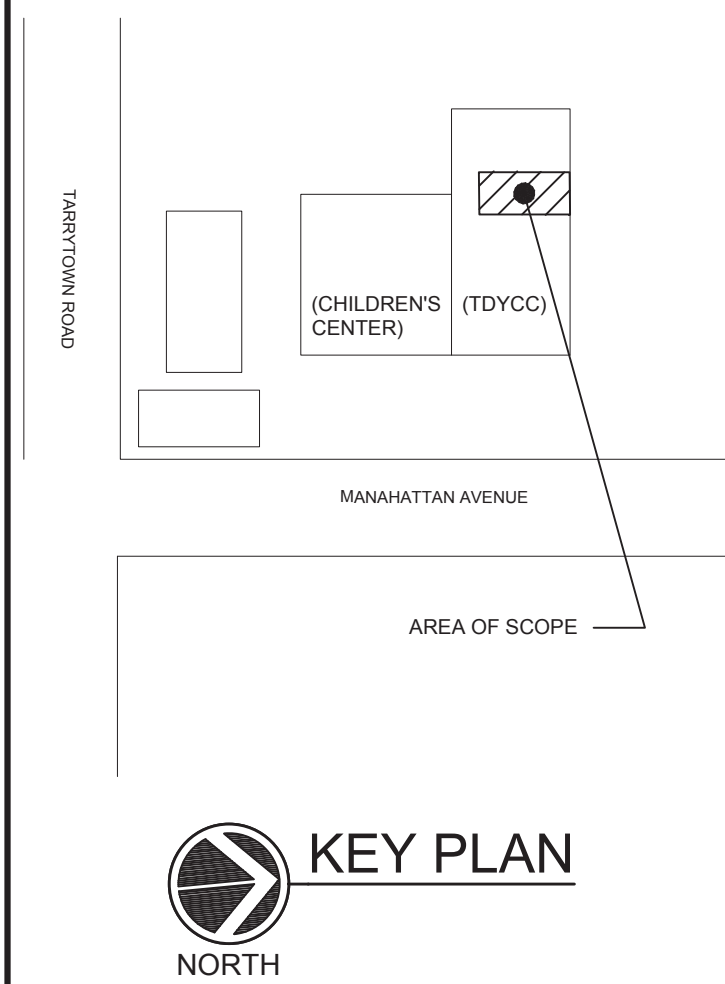 TARRYTOWN ROAD
(CHILDREN'S
CENTER)
(TDYCC)
MANAHATTAN AVENUE
AREA OF SCOPE
KEY PLAN
NORTH